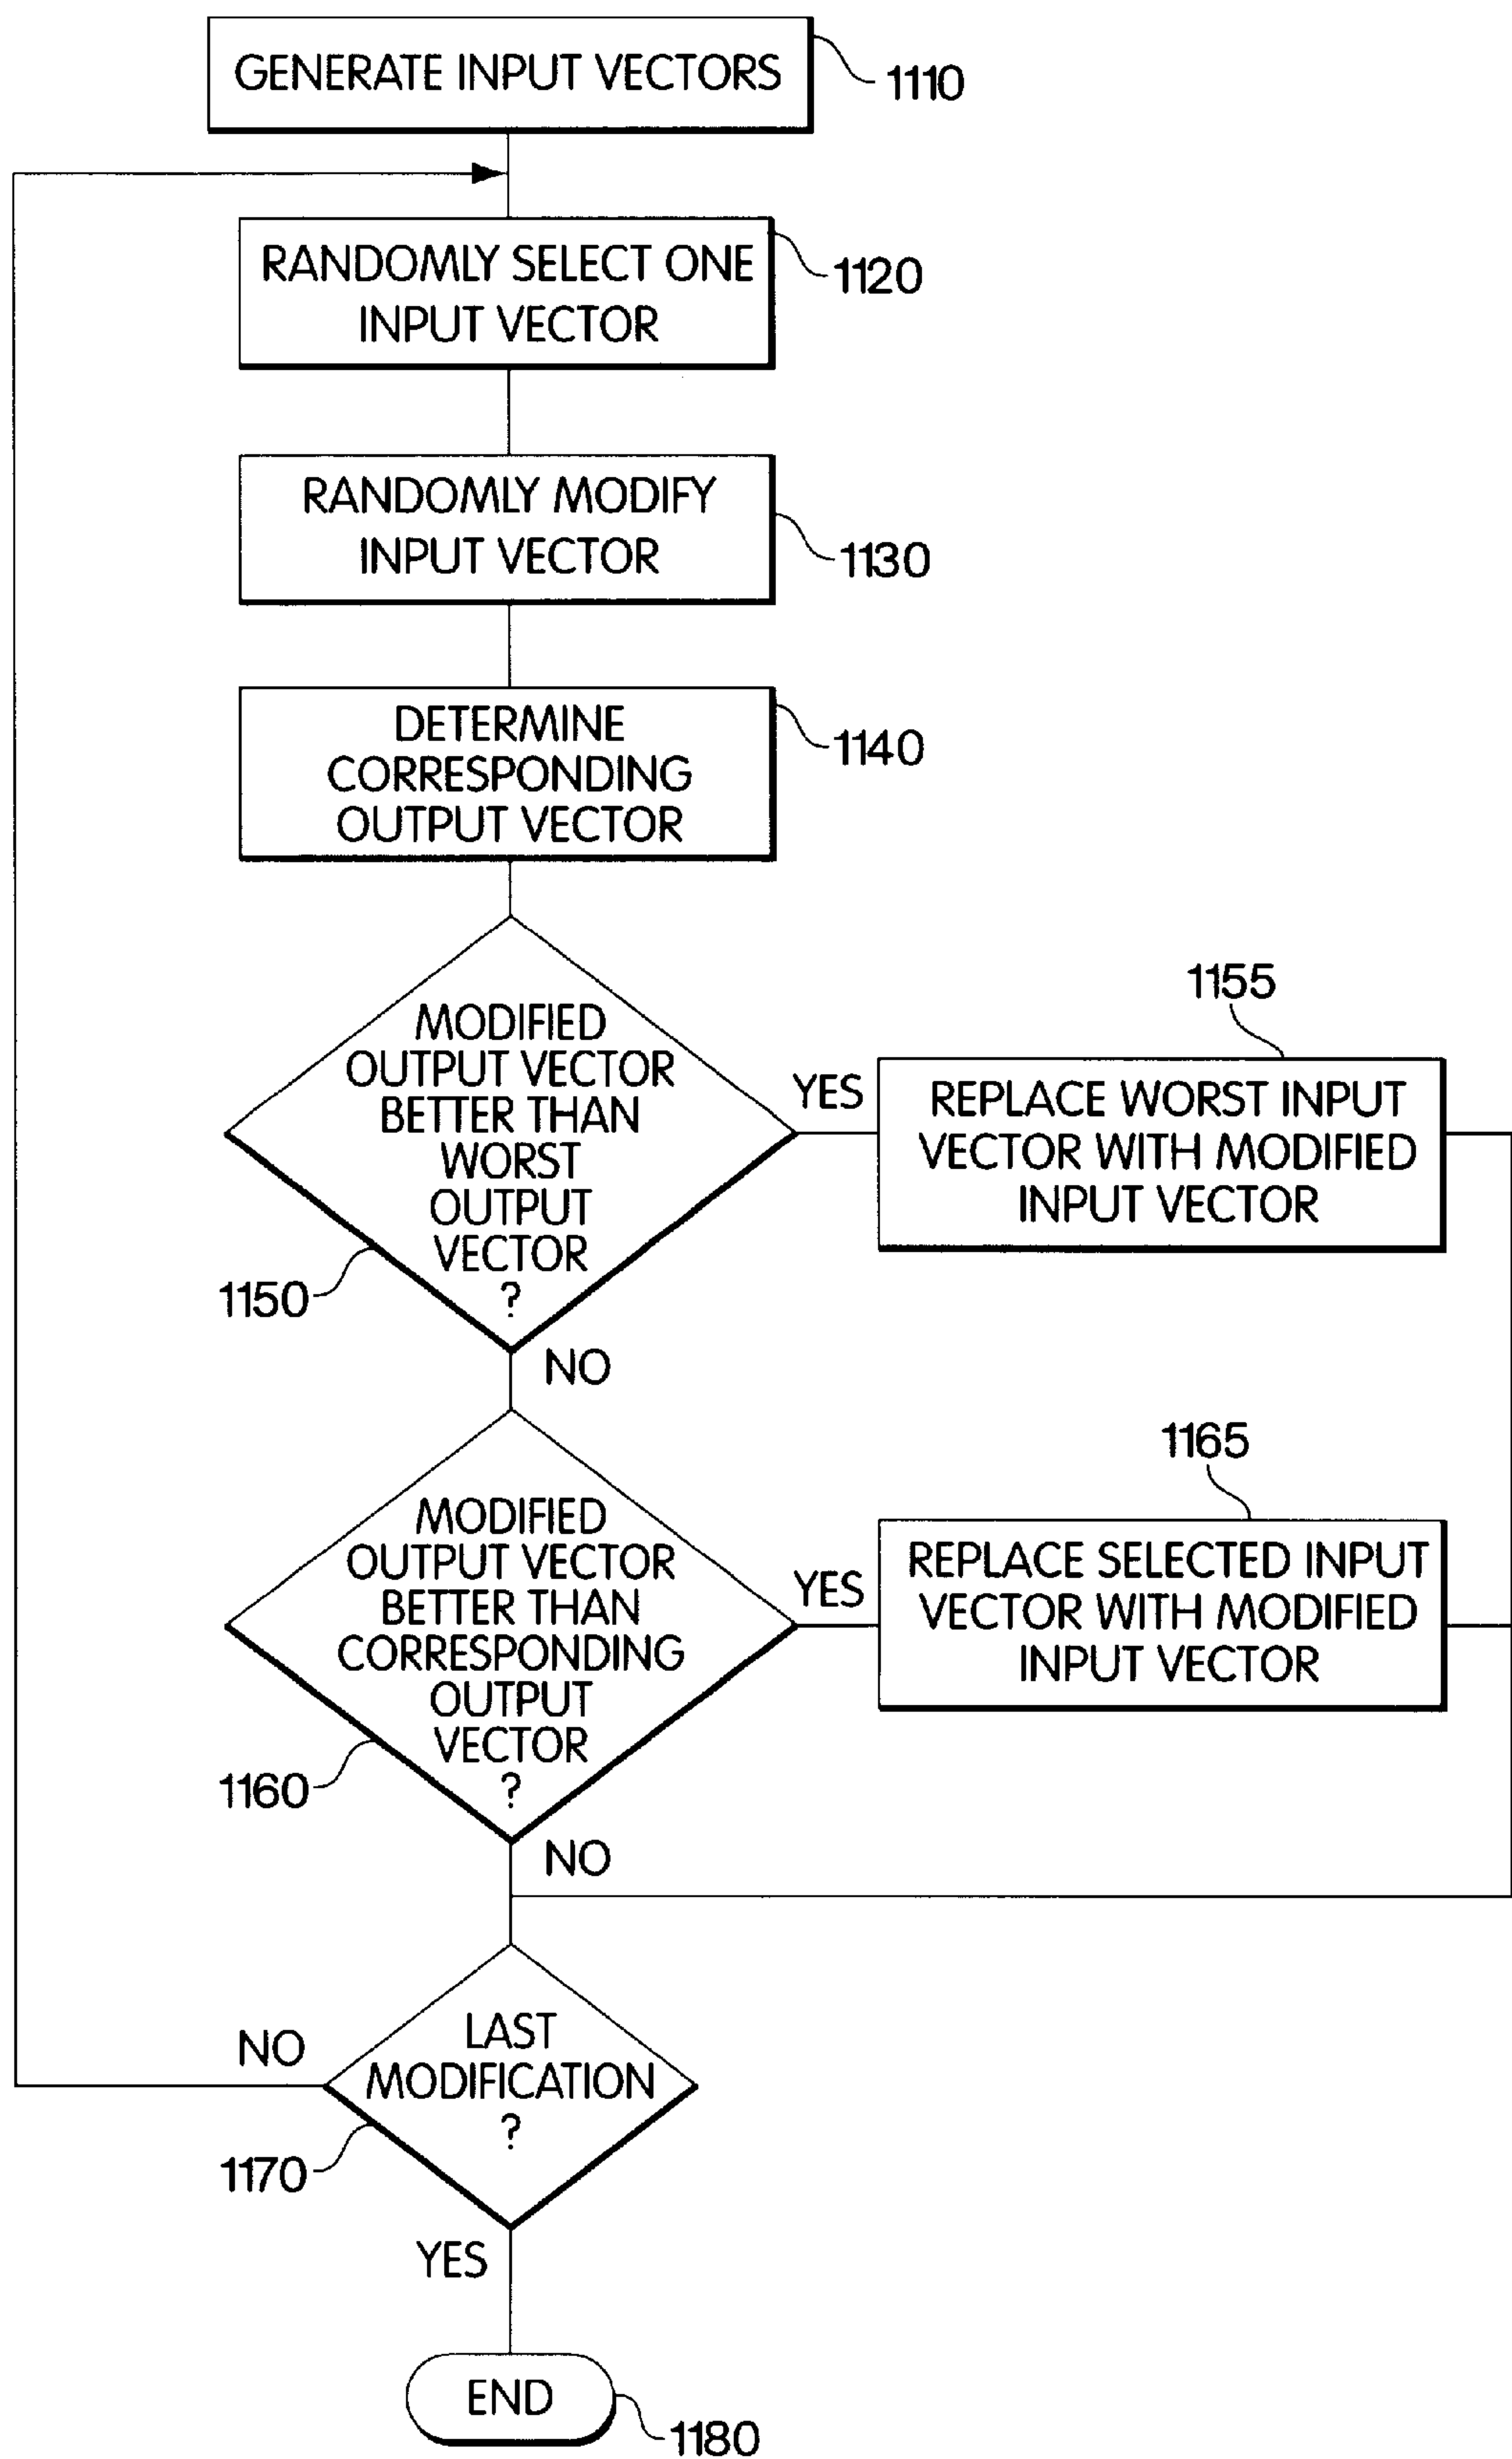 GENERATE INPUT VECTORS
1110
RANDOMLY SELECT ONE
INPUT VECTOR
1120
RANDOMLY MODIFY
INPUT VECTOR
1130
DETERMINE
CORRESPONDING
OUTPUT VECTOR
1140
MODIFIED
OUTPUT VECTOR
BETTER THAN
WORST
OUTPUT
VECTOR
?
1150
YES
NO
1155
REPLACE WORST INPUT
VECTOR WITH MODIFIED
INPUT VECTOR
MODIFIED
OUTPUT VECTOR
BETTER THAN
CORRESPONDING
OUTPUT
VECTOR
?
1160
YES
NO
1165
REPLACE SELECTED INPUT
VECTOR WITH MODIFIED
INPUT VECTOR
LAST
MODIFICATION
?
1170
NO
YES
END
1180